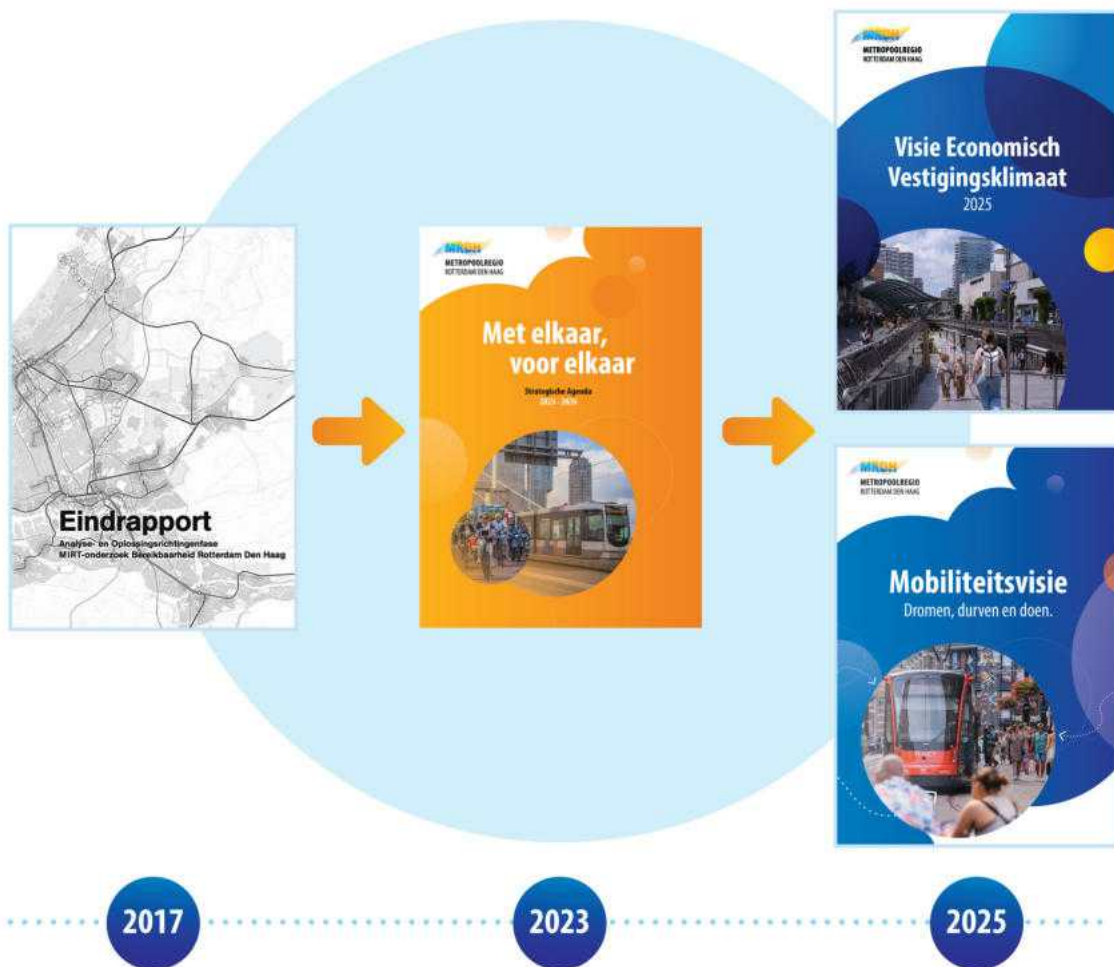 Eindrapport
Analyse- en Oplossingsrichtingenfase
MIRT-onderzoek Bereikbaarheid Rotterdam Den Haag
MRDH
METROPOOLREGIO
ROTTERDAM DEN HAAG
Met elkaar,
voor elkaar
Strategische Agenda
MRDH
METROPOOLREGIO
ROTTERDAM DEN HAAG
Visie Economisch
Vestigingsklimaat
2025
MRDH
METROPOOLREGIO
ROTTERDAM DEN HAAG
Mobiliteitsvisie
Dromen, durven en doen.
2017
2023
2025